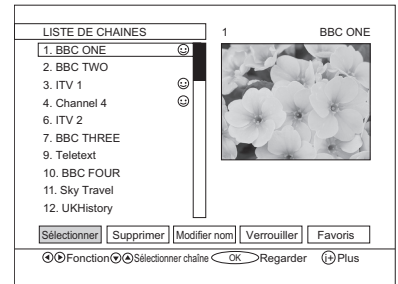 LISTE DE CHAINES
1 BBC ONE
1. BBC ONE
2. BBC TWO
3. ITV 1
4. Channel 4
6. ITV 2
7. BBC THREE
9. Teletext
10. BBC FOUR
11. Sky Travel
12. UKHistory
Sélectionner Supprimer Modifier nom Verrouiller Favoris
Fonction Sélectionner chaîne OK Regarder i+ Plus